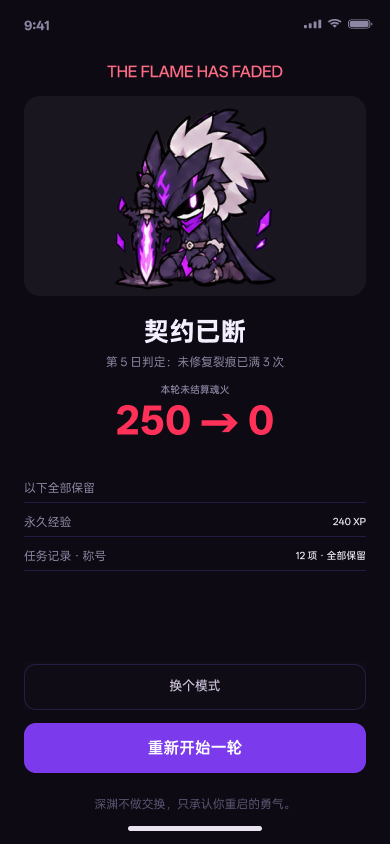 9:41
THE FLAME HAS FADED
契约已断
第 5 日判定：未修复裂痕已满 3 次
本轮未结算魂火
250 → 0
以下全部保留
永久经验 240 XP
任务记录 · 称号 12 项 · 全部保留
换个模式
重新开始一轮
深渊不做交换，只承认你重启的勇气。